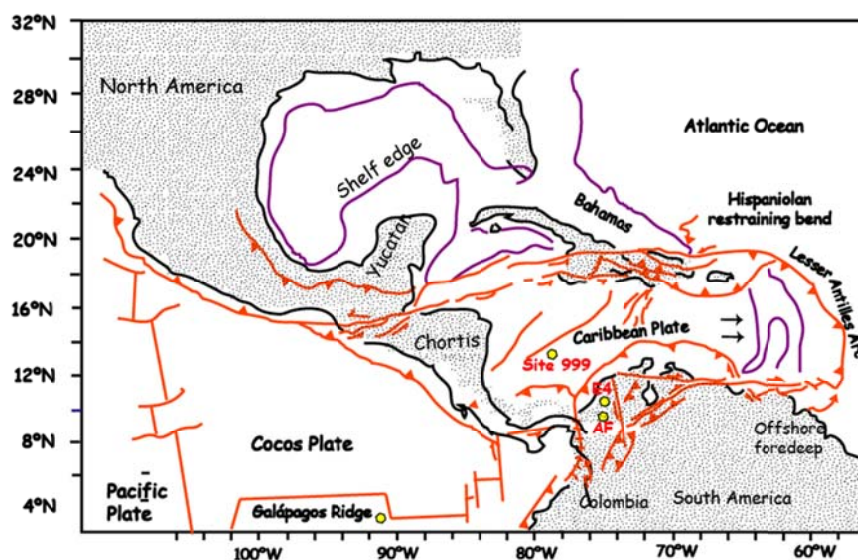 32°N
28°N
24°N
20°N
16°N
12°N
8°N
4°N
North America
Atlantic Ocean
Shelf edge
Bahamas
Hispaniolan
restraining bend
Yucatan
Lesser Antilles Ar
Chortis
Caribbean Plate
Site 999
E4
AF
Offshore
foredeep
Cocos Plate
Pacific
Plate
Galápagos Ridge
Colombia
South America
100°W
90°W
80°W
70°W
60°W